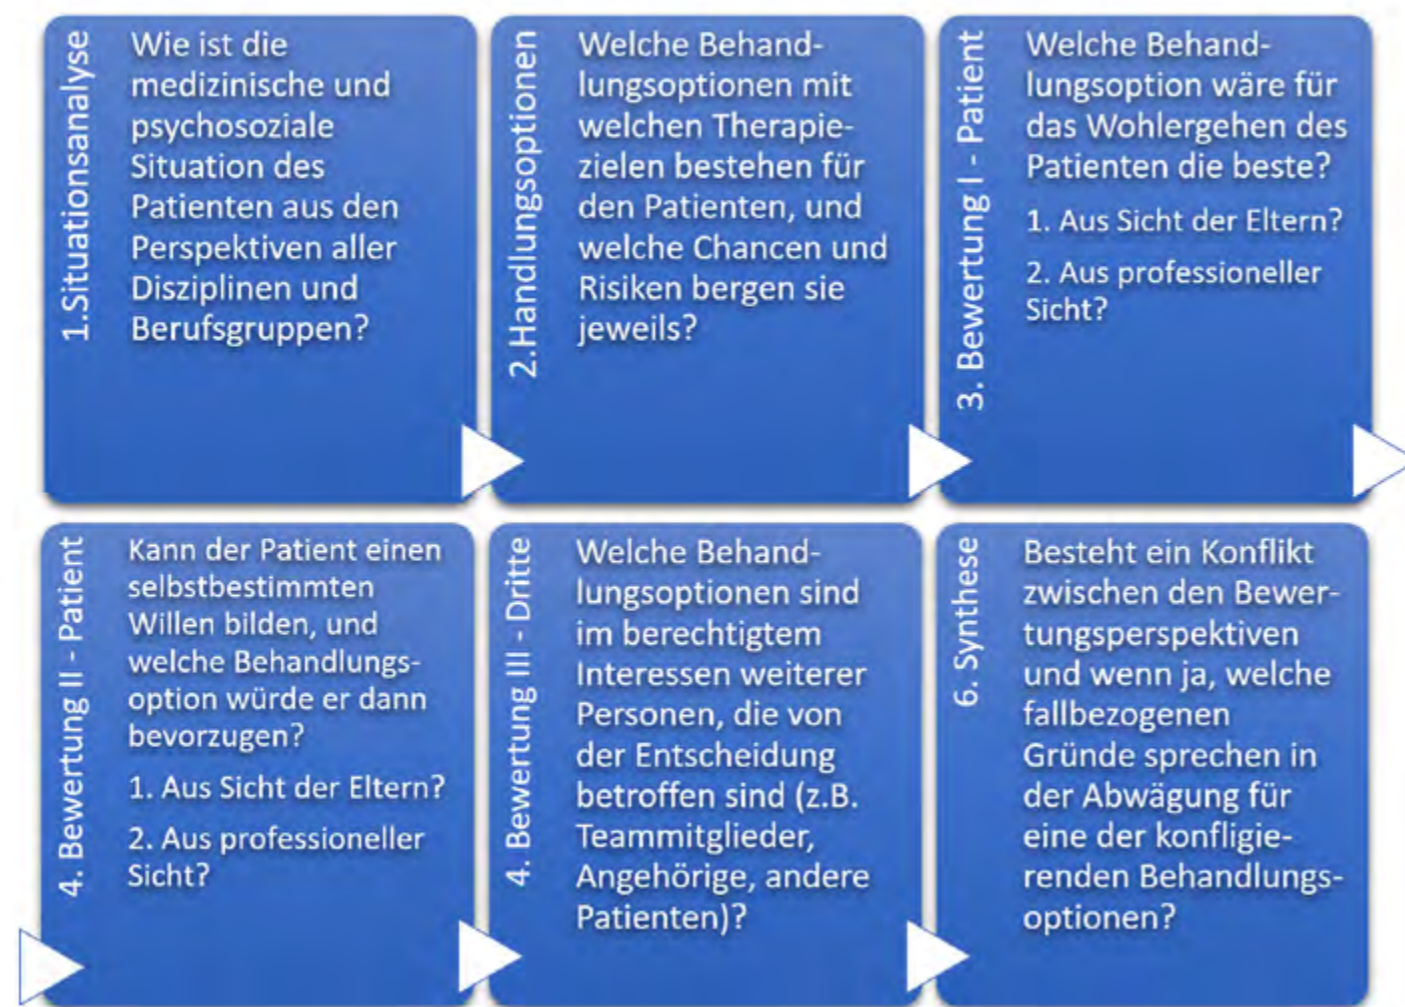 1.Situationsanalyse
Wie ist die
medizinische und
psychosoziale
Situation des
Patienten aus den
Perspektiven aller
Disziplinen und
Berufsgruppen?
2.Handlungsoptionen
Welche Behand-
lungsoptionen mit
welchen Therapie-
zielen bestehen für
den Patienten, und
welche Chancen und
Risiken bergen sie
jeweils?
3. Bewertung I - Patient
Welche Behand-
lungsoption wäre für
das Wohlergehen des
Patienten die beste?
1. Aus Sicht der Eltern?
2. Aus professioneller
Sicht?
4. Bewertung II - Patient
Kann der Patient einen
selbstbestimmten
Willen bilden, und
welche Behandlungs-
option würde er dann
bevorzugen?
1. Aus Sicht der Eltern?
2. Aus professioneller
Sicht?
4. Bewertung III - Dritte
Welche Behand-
lungsoptionen sind
im berechtigtem
Interessen weiterer
Personen, die von
der Entscheidung
betroffen sind (z.B.
Teammitglieder,
Angehörige, andere
Patienten)?
6. Synthese
Besteht ein Konflikt
zwischen den Bewer-
tungsperspektiven
und wenn ja, welche
fallbezogenen
Gründe sprechen in
der Abwägung für
eine der konfligie-
renden Behandlungs-
optionen?